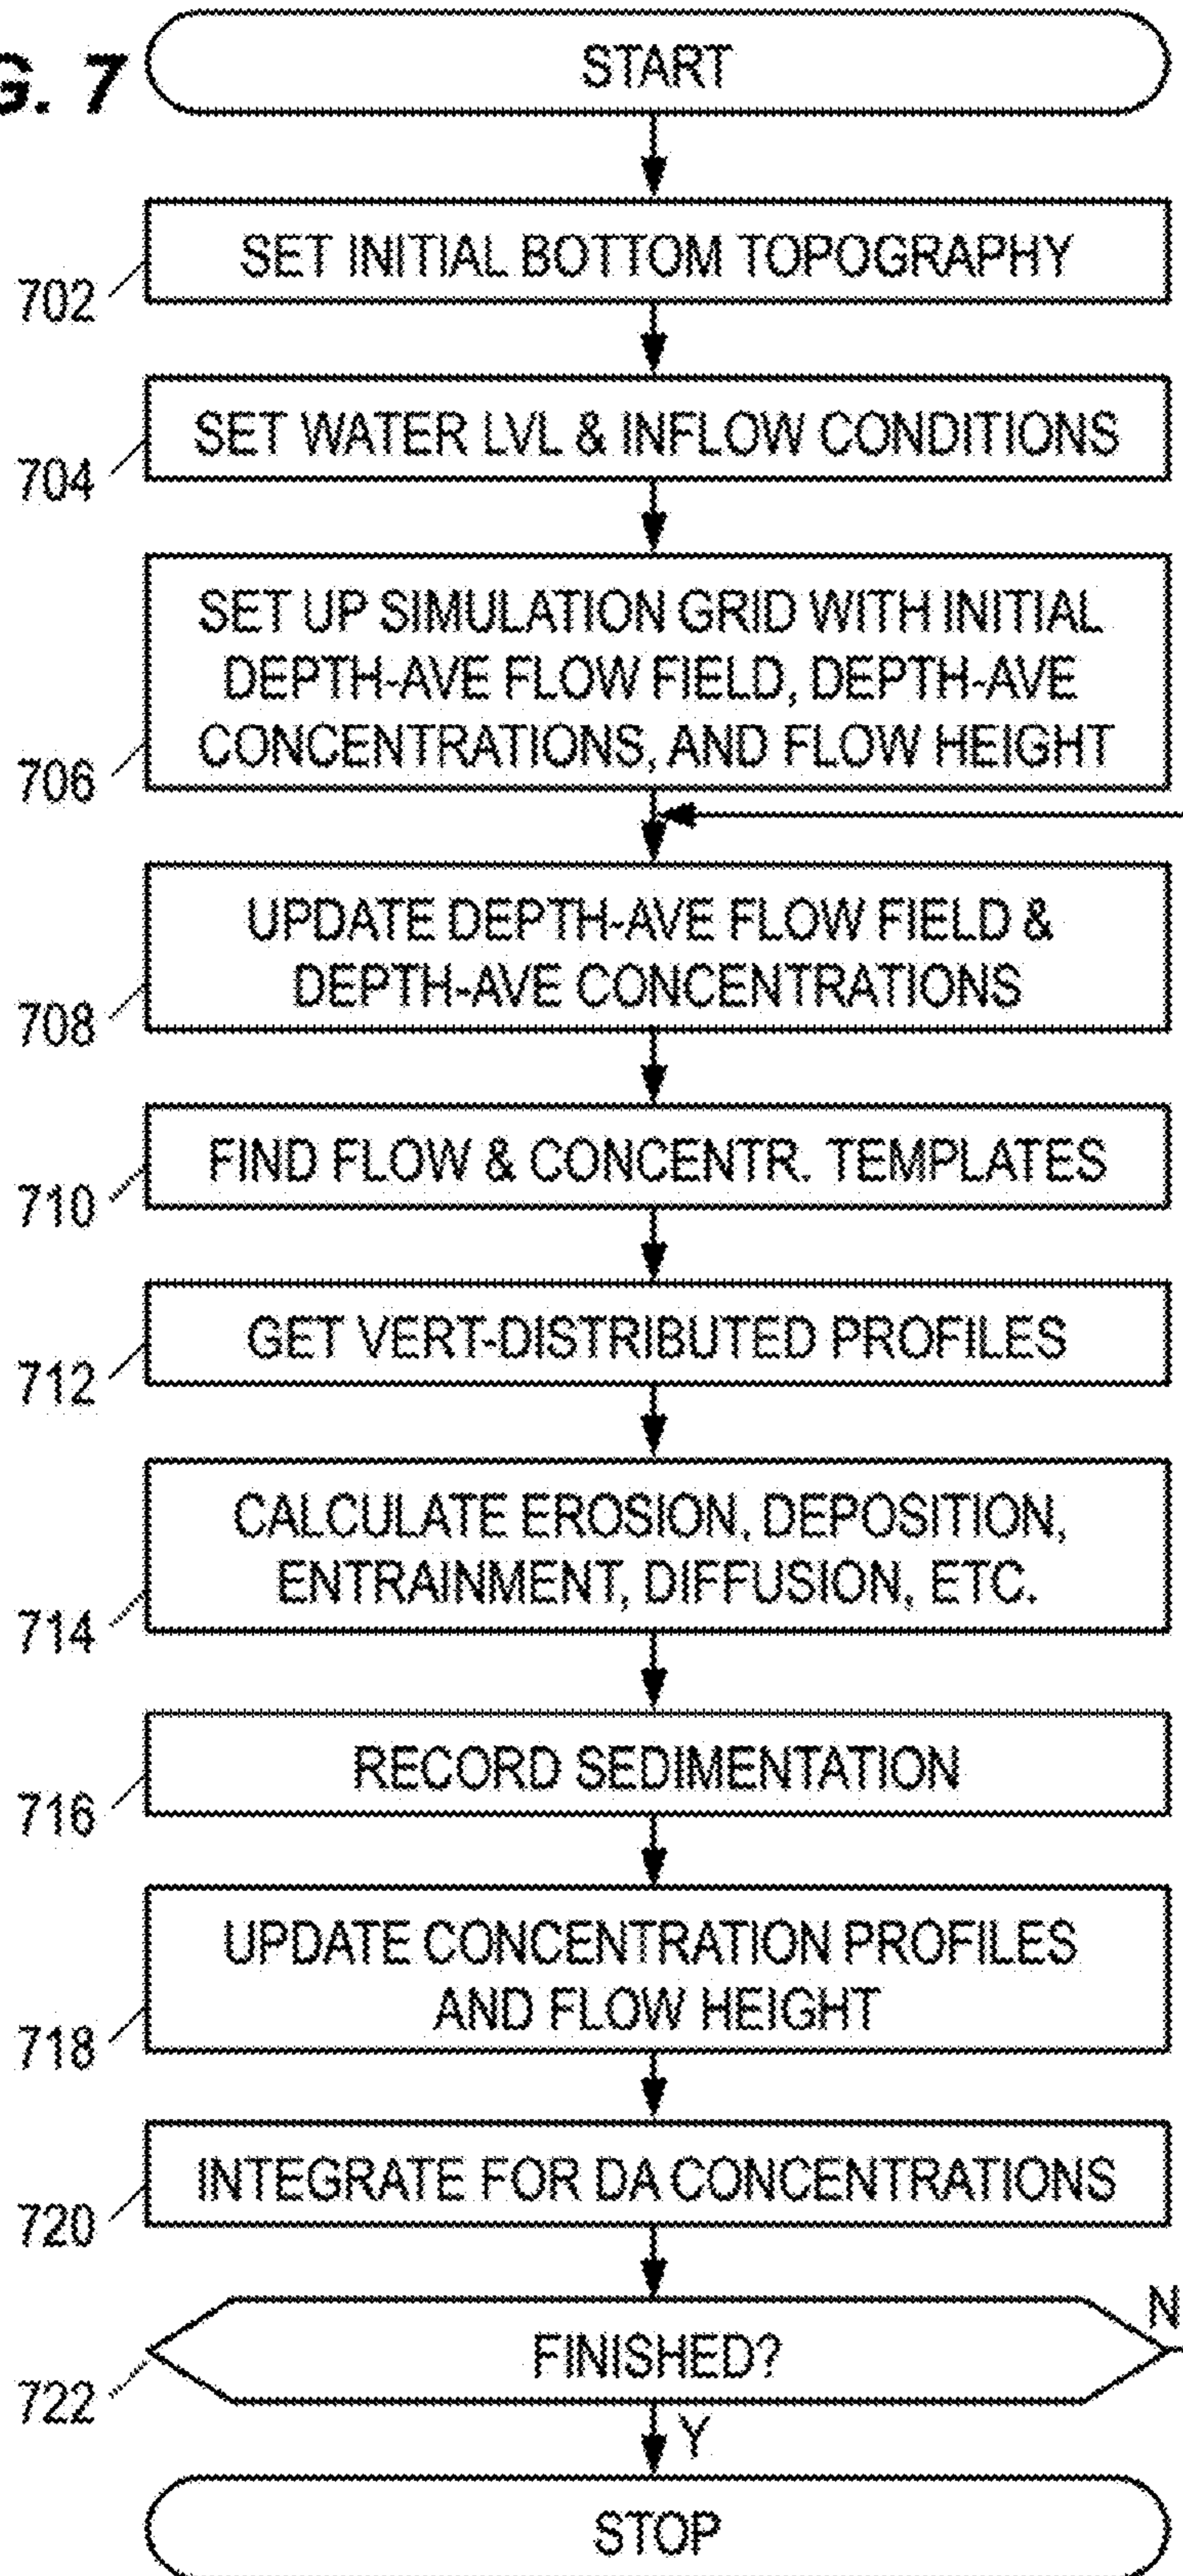 G. 7
START
SET INITIAL BOTTOM TOPOGRAPHY
702
SET WATER LVL & INFLOW CONDITIONS
704
SET UP SIMULATION GRID WITH INITIAL
DEPTH-AVE FLOW FIELD, DEPTH-AVE
CONCENTRATIONS, AND FLOW HEIGHT
706
UPDATE DEPTH-AVE FLOW FIELD &
DEPTH-AVE CONCENTRATIONS
708
FIND FLOW & CONCENTR. TEMPLATES
710
GET VERT-DISTRIBUTED PROFILES
712
CALCULATE EROSION, DEPOSITION,
ENTRAINMENT, DIFFUSION, ETC.
714
RECORD SEDIMENTATION
716
UPDATE CONCENTRATION PROFILES
AND FLOW HEIGHT
718
INTEGRATE FOR DA CONCENTRATIONS
720
N
FINISHED?
722
Y
STOP